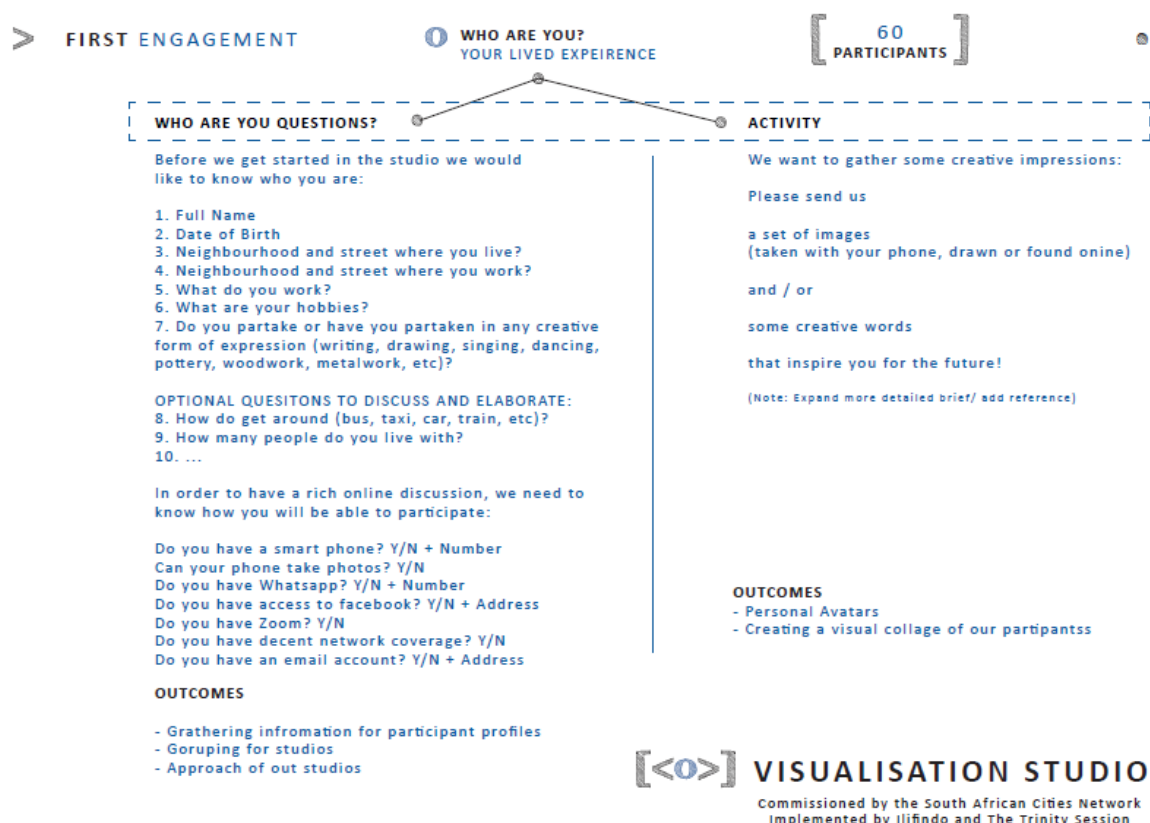 > FIRST ENGAGEMENT
WHO ARE YOU?
YOUR LIVED EXPEIRENCE
[ 60
PARTICIPANTS ]
WHO ARE YOU QUESTIONS?
Before we get started in the studio we would
like to know who you are:
1. Full Name
2. Date of Birth
3. Neighbourhood and street where you live?
4. Neighbourhood and street where you work?
5. What do you work?
6. What are your hobbies?
7. Do you partake or have you partaken in any creative
form of expression (writing, drawing, singing, dancing,
pottery, woodwork, metalwork, etc)?
OPTIONAL QUESITONS TO DISCUSS AND ELABORATE:
8. How do get around (bus, taxi, car, train, etc)?
9. How many people do you live with?
10. ...
In order to have a rich online discussion, we need to
know how you will be able to participate:
Do you have a smart phone? Y/N + Number
Can your phone take photos? Y/N
Do you have Whatsapp? Y/N + Number
Do you have access to facebook? Y/N + Address
Do you have Zoom? Y/N
Do you have decent network coverage? Y/N
Do you have an email account? Y/N + Address
OUTCOMES
- Grathering infromation for participant profiles
- Goruping for studios
- Approach of out studios
ACTIVITY
We want to gather some creative impressions:
Please send us
a set of images
(taken with your phone, drawn or found onine)
and / or
some creative words
that inspire you for the future!
(Note: Expand more detailed brief/ add reference)
OUTCOMES
- Personal Avatars
- Creating a visual collage of our partipantss
[<O>] VISUALISATION STUDIO
Commissioned by the South African Cities Network
Implemented by Ilifindo and The Trinity Session